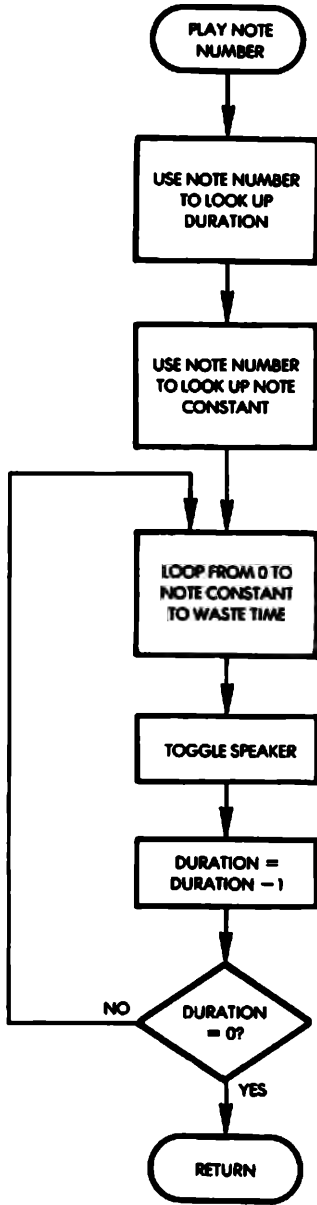 PLAY NOTE
NUMBER
USE NOTE NUMBER
TO LOOK UP
DURATION
USE NOTE NUMBER
TO LOOK UP NOTE
CONSTANT
LOOP FROM 0 TO
NOTE CONSTANT
TO WASTE TIME
TOGGLE SPEAKER
DURATION =
DURATION − 1
DURATION
= 0?
NO
YES
RETURN